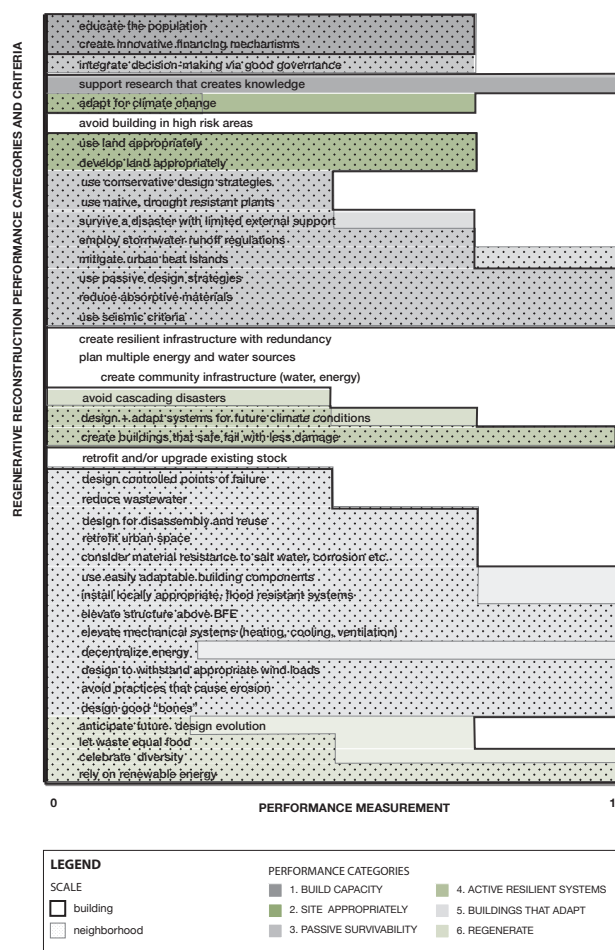 REGENERATIVE RECONSTRUCTION PERFORMANCE CATEGORIES AND CRITERIA
educate the population
create innovative financing mechanisms
integrate decision-making via good governance
support research that creates knowledge
adapt for climate change
avoid building in high risk areas
use land appropriately
develop land appropriately
use conservative design strategies
use native, drought resistant plants
survive a disaster with limited external support
employ stormwater runoff regulations
mitigate urban heat islands
use passive design strategies
reduce absorptive materials
use seismic criteria
create resilient infrastructure with redundancy
plan multiple energy and water sources
create community infrastructure (water, energy)
avoid cascading disasters
design + adapt systems for future climate conditions
create buildings that safe fail with less damage
retrofit and/or upgrade existing stock
design controlled points of failure
reduce wastewater
design for disassembly and reuse
retrofit urban space
consider material resistance to salt water, corrosion etc.
use easily adaptable building components
install locally appropriate, flood resistant systems
elevate structure above BFE
elevate mechanical systems (heating, cooling, ventilation)
decentralize energy
design to withstand appropriate wind loads
avoid practices that cause erosion
design good "bones"
anticipate future design evolution
let waste equal food
celebrate diversity
rely on renewable energy
0 PERFORMANCE MEASUREMENT 1
LEGEND
SCALE
building
neighborhood
PERFORMANCE CATEGORIES
1. BUILD CAPACITY
2. SITE APPROPRIATELY
3. PASSIVE SURVIVABILITY
4. ACTIVE RESILIENT SYSTEMS
5. BUILDINGS THAT ADAPT
6. REGENERATE